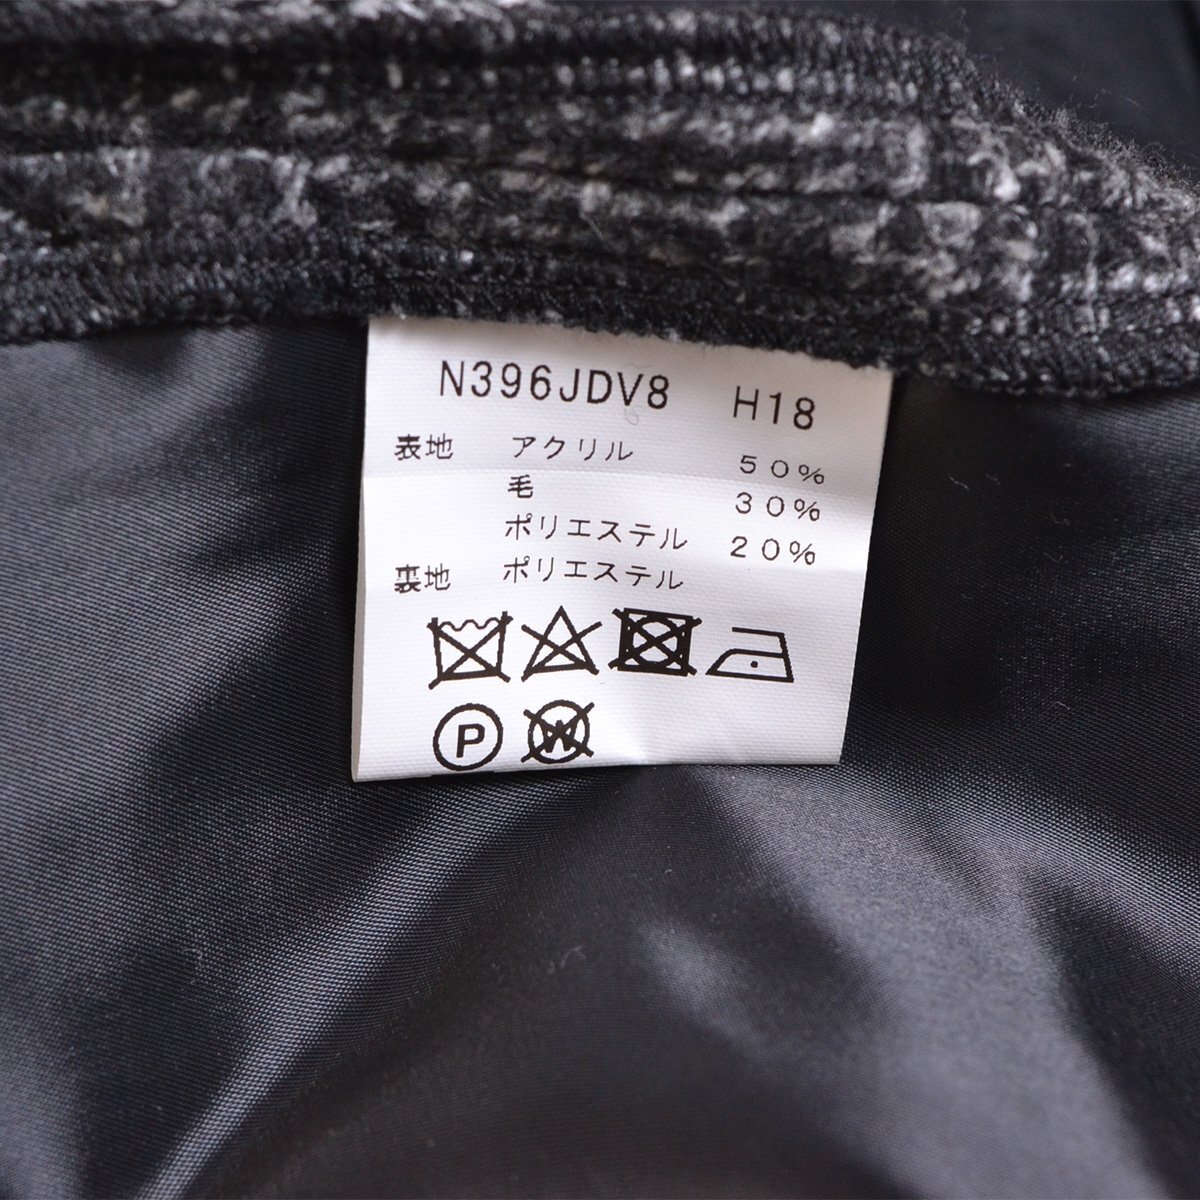 N396JDV8 H18
表地 アクリル 50%
毛 30%
ポリエステル 20%
裏地 ポリエステル
P W